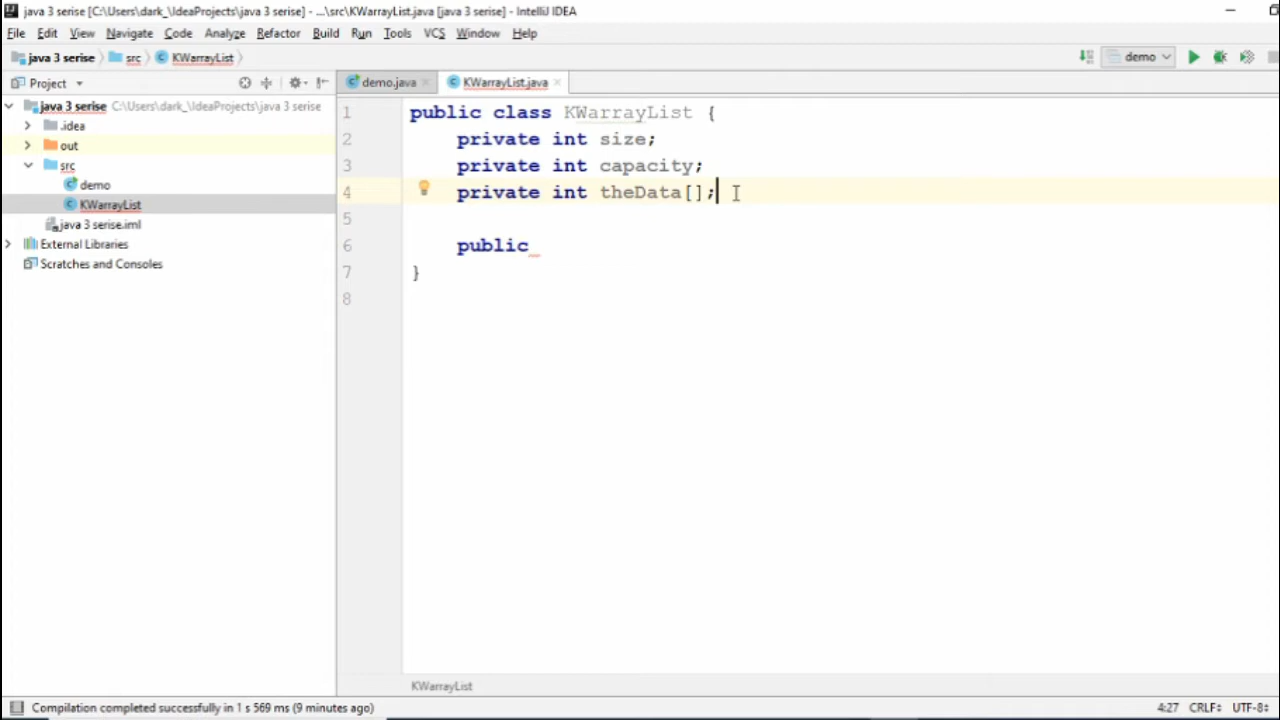 java 3 serise [C:\Users\dark_\IdeaProjects\java 3 serise] - ...\src\KWarrayList.java [java 3 serise] - IntelliJ IDEA
File Edit View Navigate Code Analyze Refactor Build Run Tools VCS Window Help
java 3 serise src KWarrayList demo
Project demo.java KWarrayList.java
java 3 serise C:\Users\dark_\IdeaProjects\java 3 serise
.idea
out
src
demo
KWarrayList
java 3 serise.iml
External Libraries
Scratches and Consoles
1 public class KWarrayList {
2 private int size;
3 private int capacity;
4 private int theData[];
5
6 public
7 }
8
KWarrayList
Compilation completed successfully in 1 s 569 ms (9 minutes ago) 4:27 CRLF UTF-8